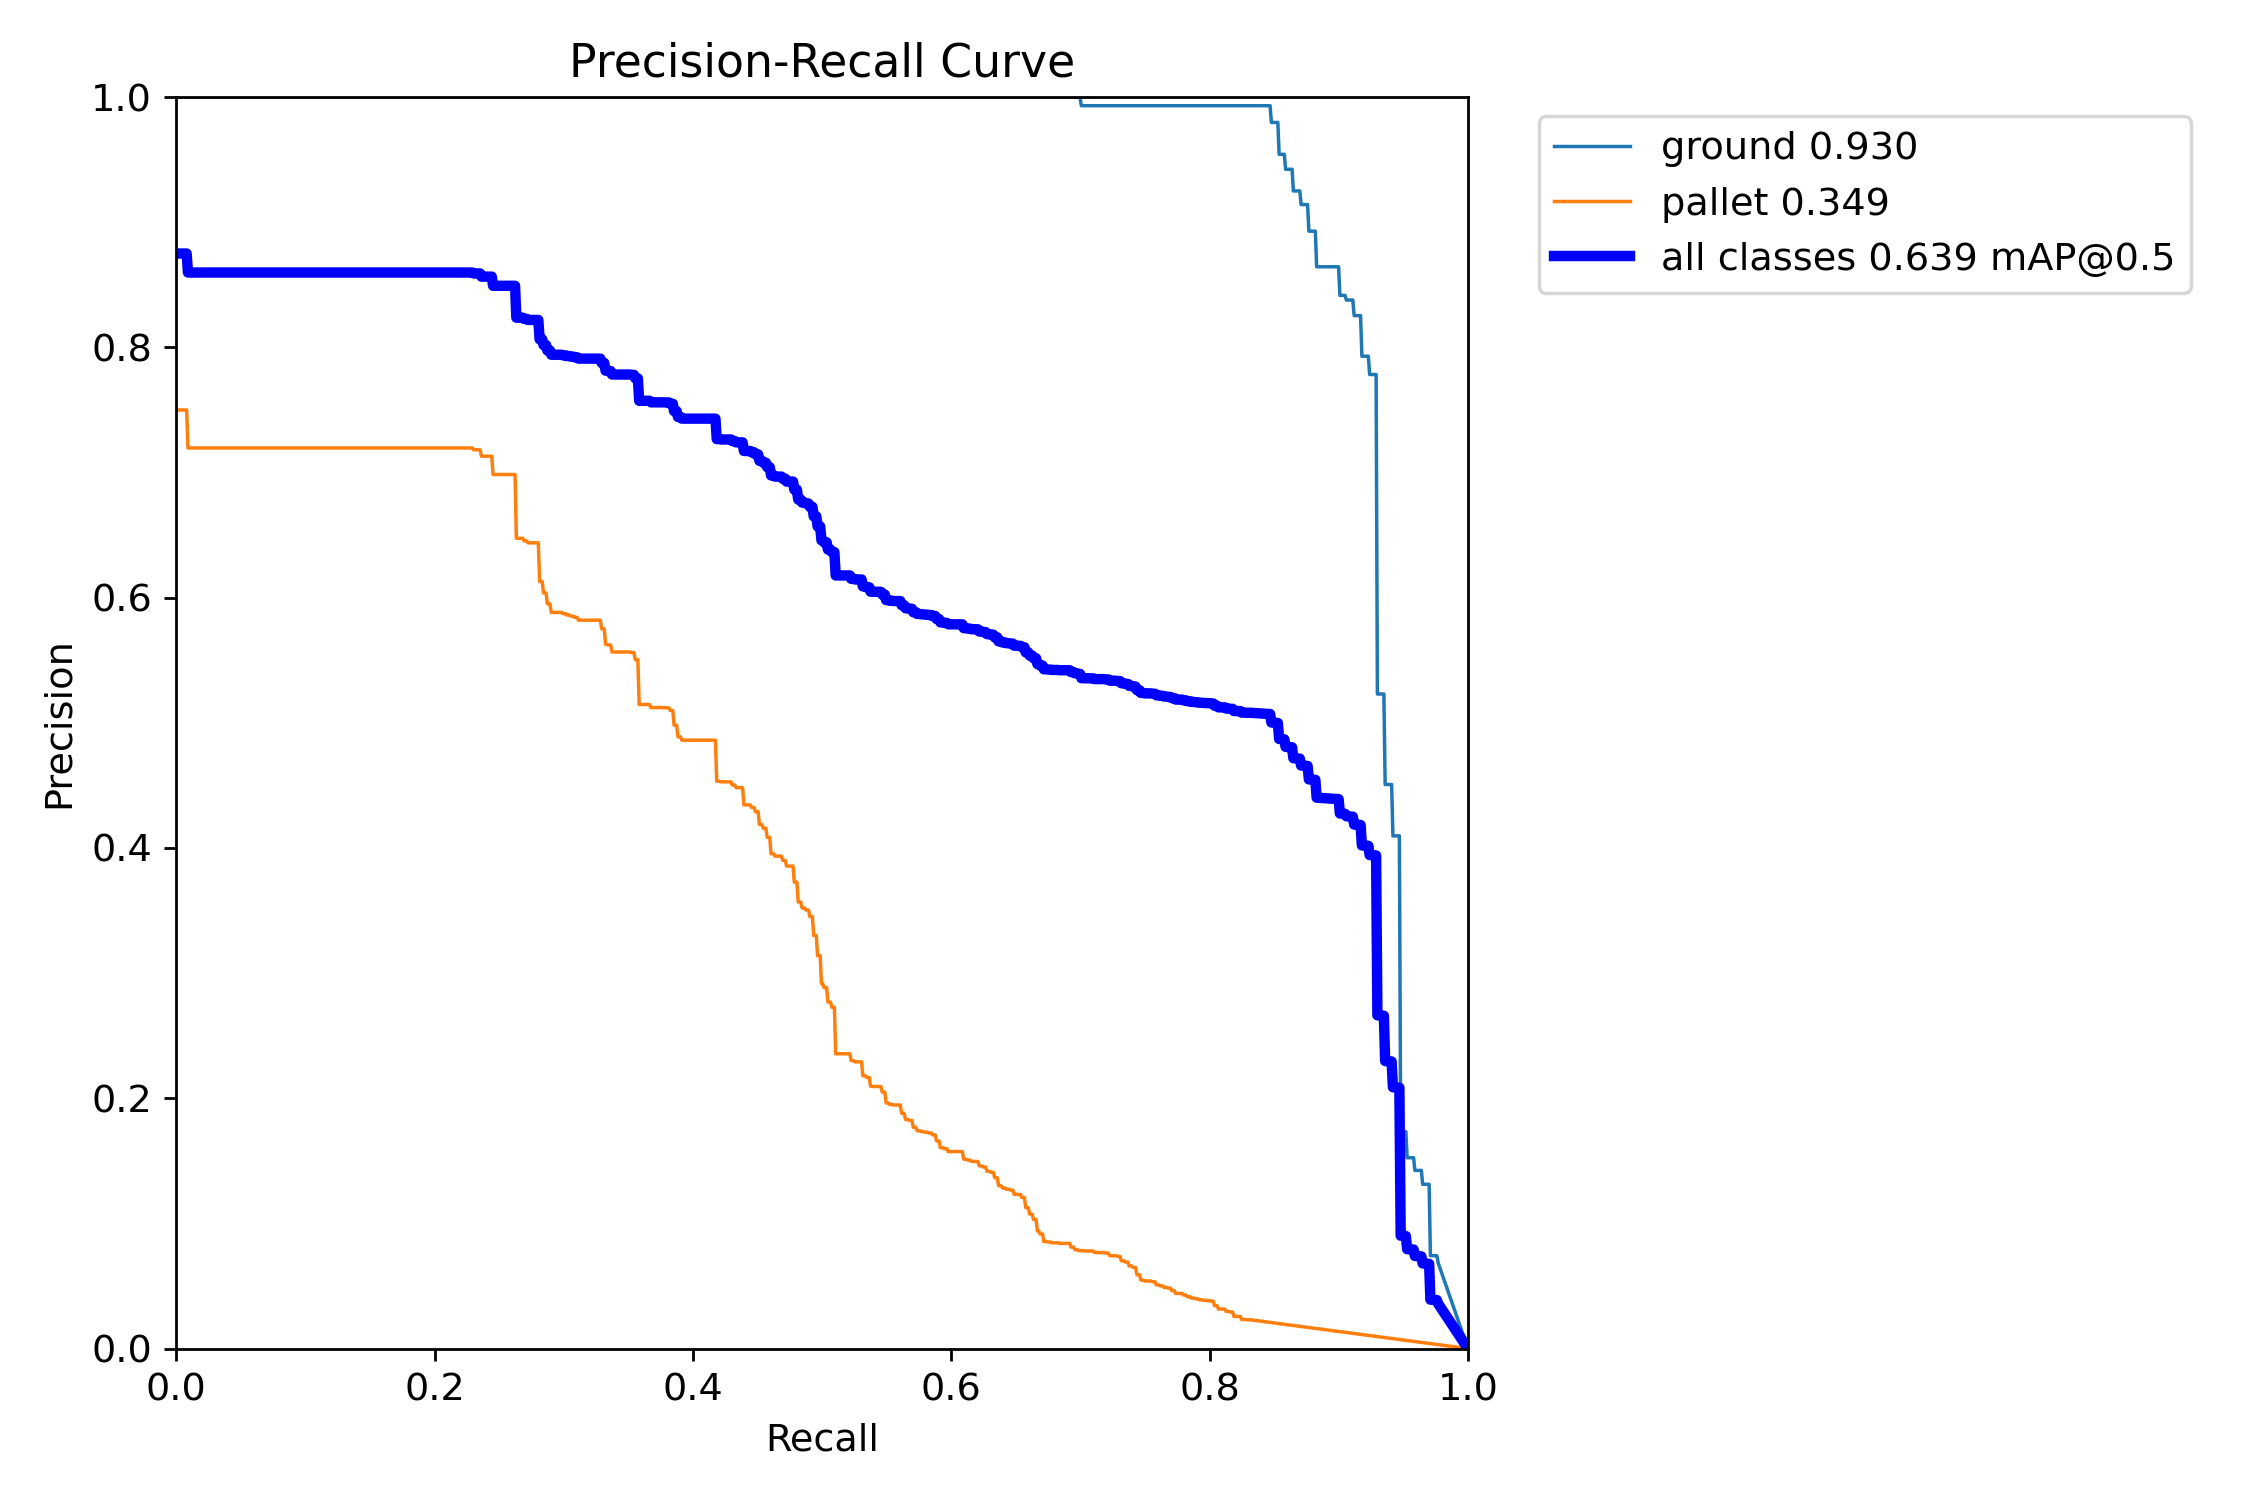 Precision-Recall Curve
1.0
0.8
0.6
0.4
0.2
0.0
Precision
0.0 0.2 0.4 0.6 0.8 1.0
Recall
ground 0.930
pallet 0.349
all classes 0.639 mAP@0.5